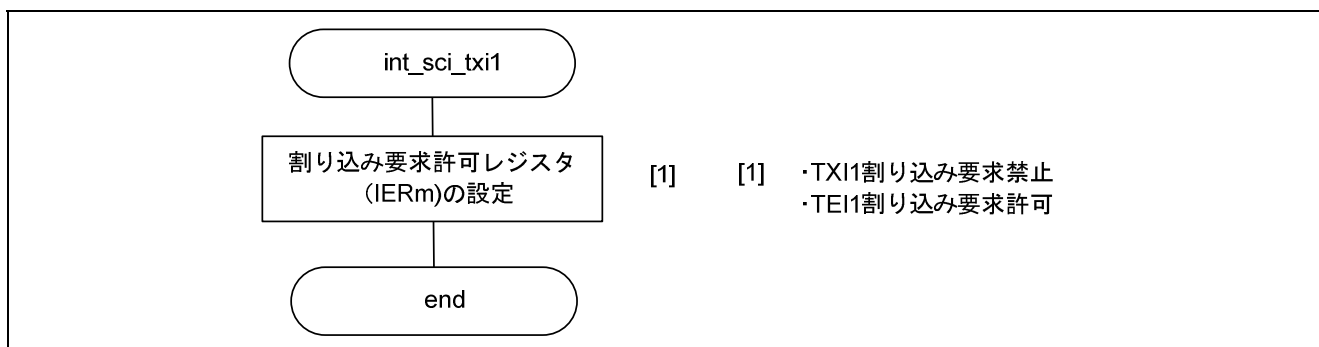 int_sci_txi1
割り込み要求許可レジスタ
（IERm)の設定
[1]
[1] ・TXI1割り込み要求禁止
・TEI1割り込み要求許可
end